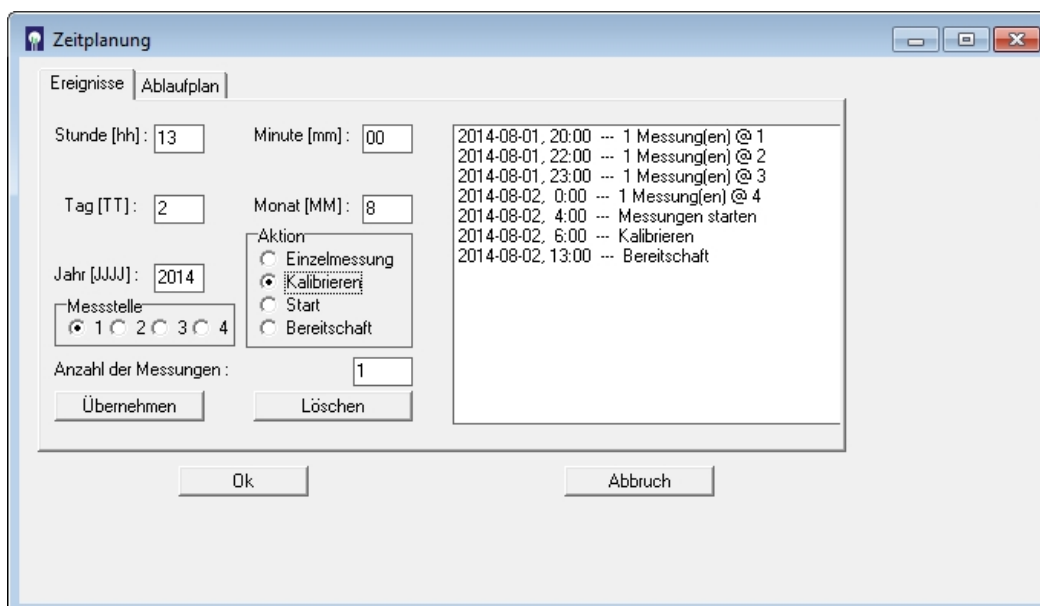 Zeitplanung
Ereignisse Ablaufplan
Stunde [hh] : 13 Minute [mm] : 00
Tag [TT] : 2 Monat [MM] : 8
Jahr [JJJJ] : 2014
Aktion
Einzelmessung
Kalibrieren
Start
Bereitschaft
Messstelle
1 2 3 4
Anzahl der Messungen : 1
Übernehmen Löschen
2014-08-01, 20:00 --- 1 Messung(en) @ 1
2014-08-01, 22:00 --- 1 Messung(en) @ 2
2014-08-01, 23:00 --- 1 Messung(en) @ 3
2014-08-02, 0:00 --- 1 Messung(en) @ 4
2014-08-02, 4:00 --- Messungen starten
2014-08-02, 6:00 --- Kalibrieren
2014-08-02, 13:00 --- Bereitschaft
Ok Abbruch